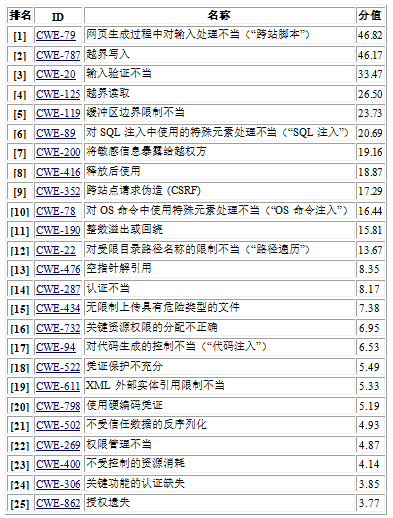 排名 ID 名称 分值
[1] CWE-79 网页生成过程中对输入处理不当（“跨站脚本”） 46.82
[2] CWE-787 越界写入 46.17
[3] CWE-20 输入验证不当 33.47
[4] CWE-125 越界读取 26.50
[5] CWE-119 缓冲区边界限制不当 23.73
[6] CWE-89 对 SQL 注入中使用的特殊元素处理不当（“SQL 注入”） 20.69
[7] CWE-200 将敏感信息暴露给越权方 19.16
[8] CWE-416 释放后使用 18.87
[9] CWE-352 跨站点请求伪造 (CSRF) 17.29
[10] CWE-78 对 OS 命令中使用特殊元素处理不当（“OS 命令注入”） 16.44
[11] CWE-190 整数溢出或回绕 15.81
[12] CWE-22 对受限目录路径名称的限制不当（“路径遍历”） 13.67
[13] CWE-476 空指针解引用 8.35
[14] CWE-287 认证不当 8.17
[15] CWE-434 无限制上传具有危险类型的文件 7.38
[16] CWE-732 关键资源权限的分配不正确 6.95
[17] CWE-94 对代码生成的控制不当（“代码注入”） 6.53
[18] CWE-522 凭证保护不充分 5.49
[19] CWE-611 XML 外部实体引用限制不当 5.33
[20] CWE-798 使用硬编码凭证 5.19
[21] CWE-502 不受信任数据的反序列化 4.93
[22] CWE-269 权限管理不当 4.87
[23] CWE-400 不受控制的资源消耗 4.14
[24] CWE-306 关键功能的认证缺失 3.85
[25] CWE-862 授权遗失 3.77